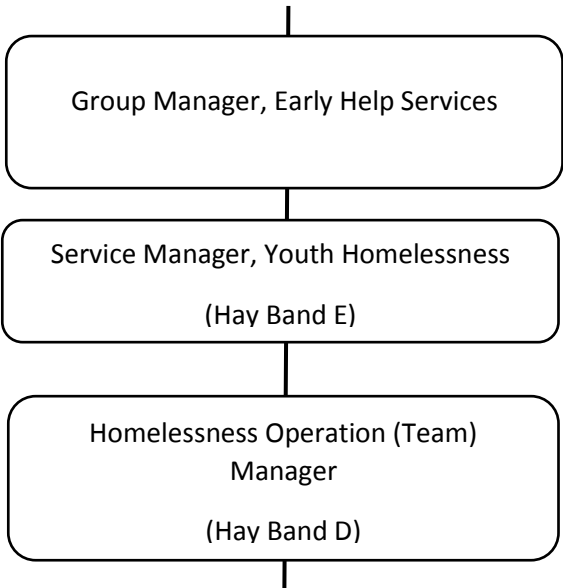 Group Manager, Early Help Services
Service Manager, Youth Homelessness
(Hay Band E)
Homelessness Operation (Team)
Manager
(Hay Band D)